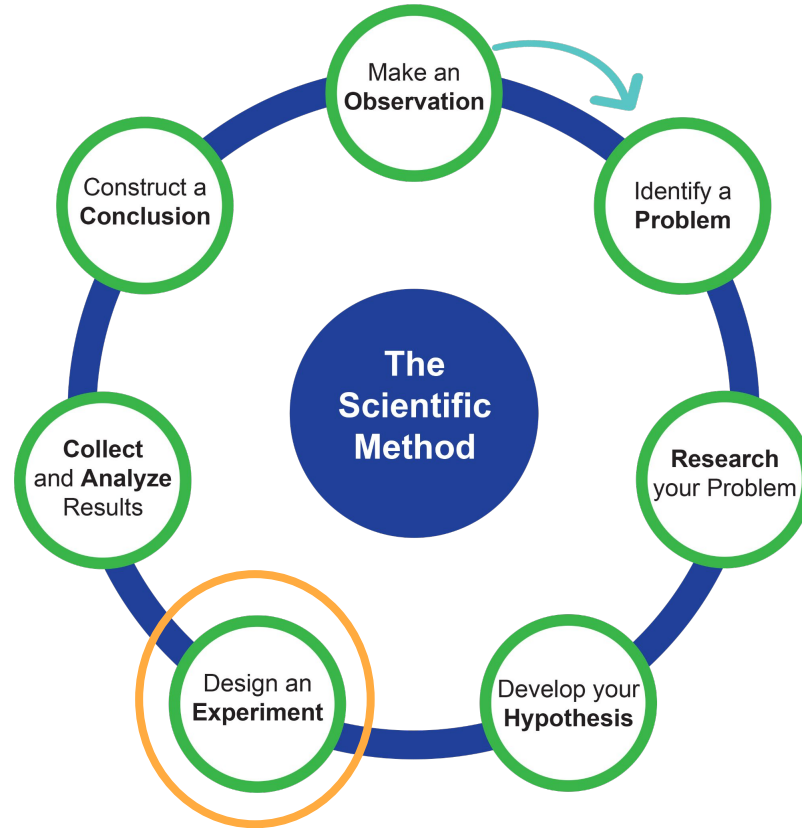 Make an
Observation
Identify a
Problem
Research
your Problem
Develop your
Hypothesis
Design an
Experiment
Collect
and Analyze
Results
Construct a
Conclusion
The
Scientific
Method